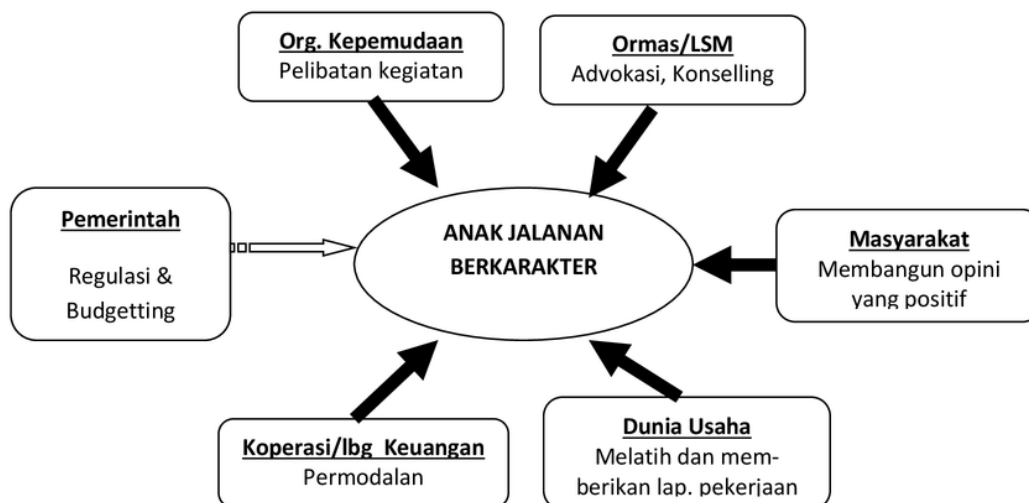 Org. Kepemudaan
Pelibatan kegiatan
Ormas/LSM
Advokasi, Konselling
Pemerintah
Regulasi &
Budgetting
ANAK JALANAN
BERKARAKTER
Masyarakat
Membangun opini
yang positif
Koperasi/lbg Keuangan
Permodalan
Dunia Usaha
Melatih dan mem-
berikan lap. pekerjaan